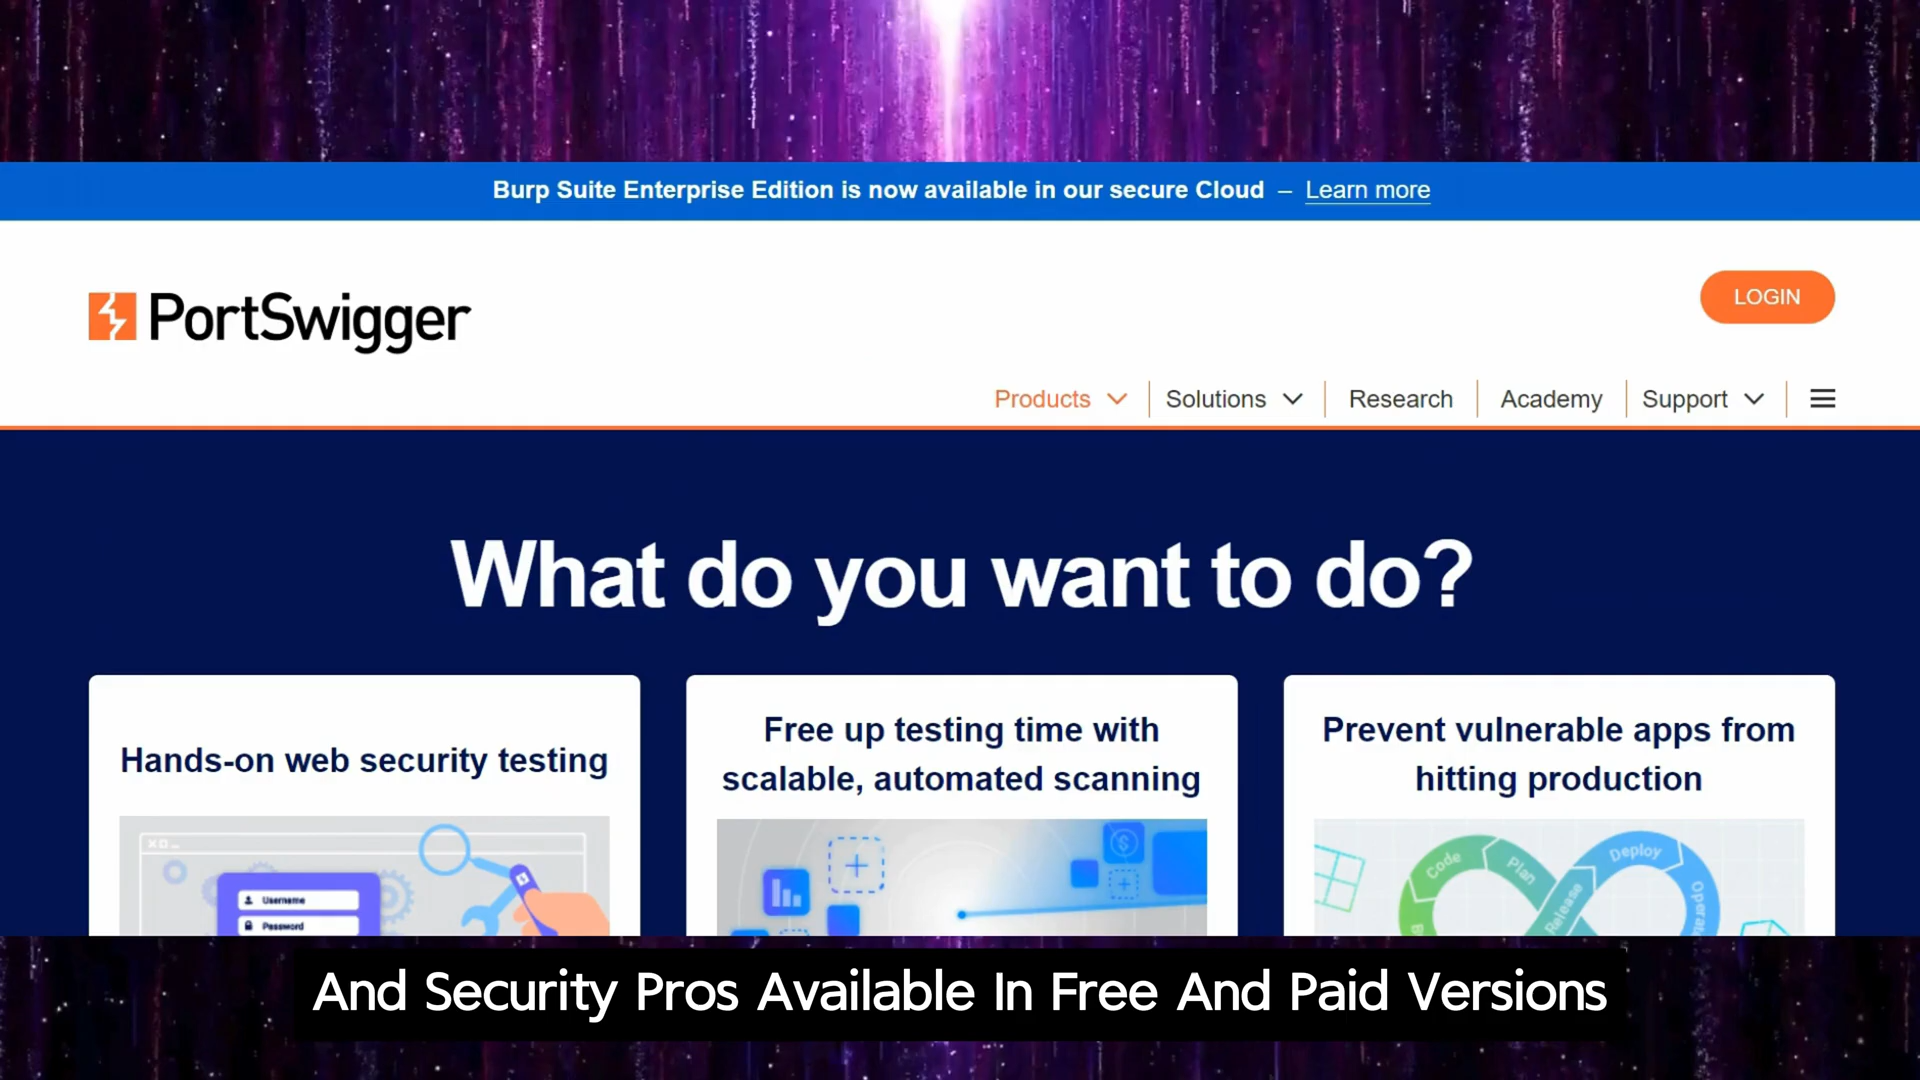 Burp Suite Enterprise Edition is now available in our secure Cloud – Learn more
PortSwigger
LOGIN
Products
Solutions
Research
Academy
Support
What do you want to do?
Hands-on web security testing
Free up testing time with
scalable, automated scanning
Prevent vulnerable apps from
hitting production
Username
Password
Code
Plan
Release
Deploy
And Security Pros Available In Free And Paid Versions